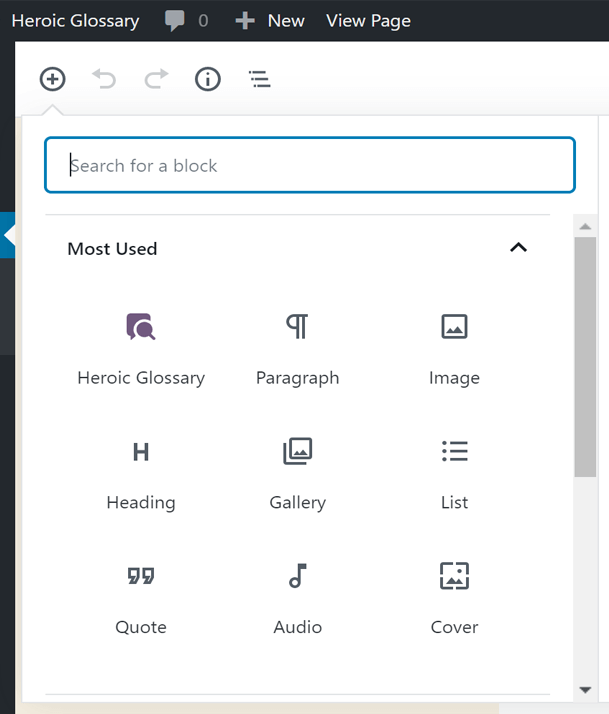 Heroic Glossary 0 New View Page
Search for a block
Most Used
Heroic Glossary Paragraph Image
H
Heading Gallery List
Quote Audio Cover